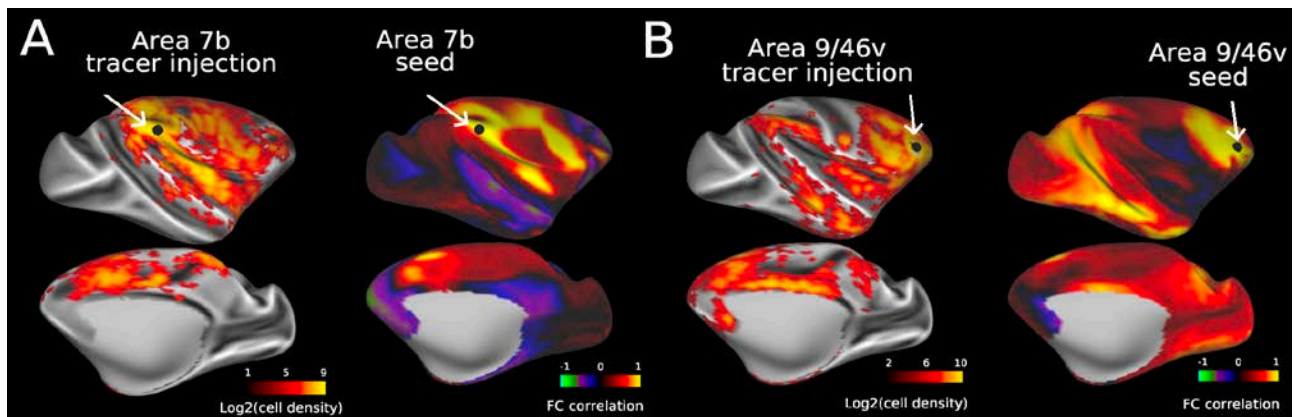 A
Area 7b
tracer injection
Area 7b
seed
B
Area 9/46v
tracer injection
Area 9/46v
seed
1 5 9
Log2(cell density)
-1 0 1
FC correlation
2 6 10
Log2(cell density)
-1 0 1
FC correlation